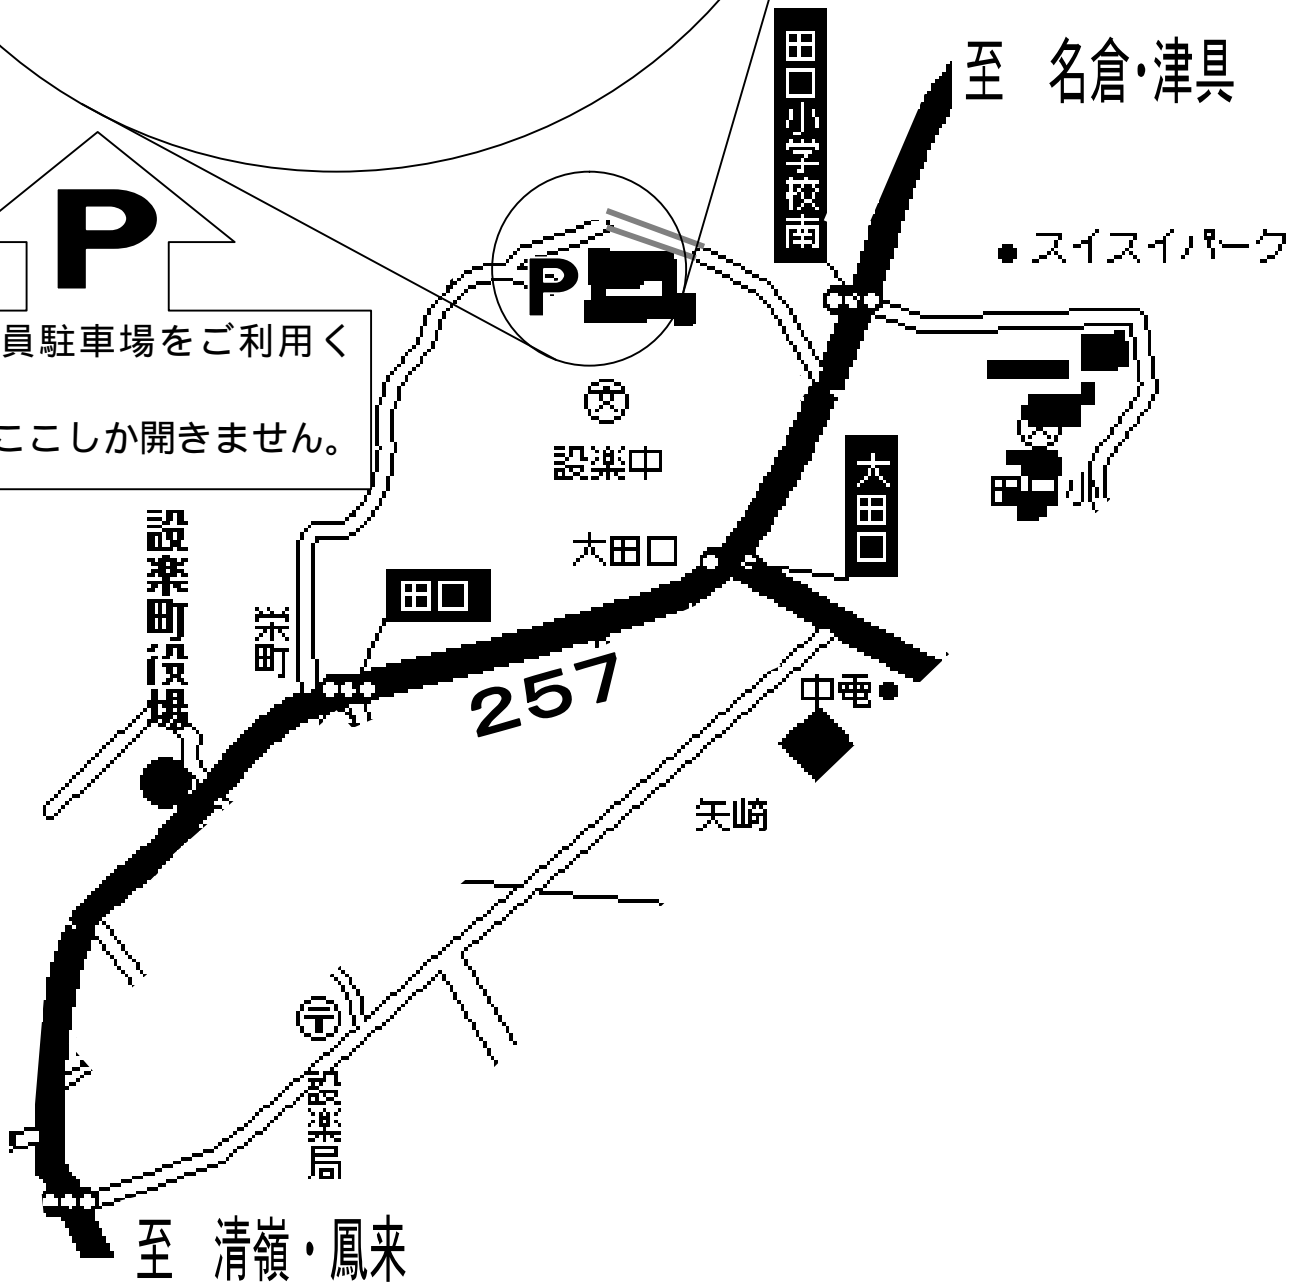 田口小学校南
至 名倉・津具
P
●スイスイパーク
P
員駐車場をご利用く
文
ここしか開きません。
設楽中
大田口
田口小
設楽町役場
大田口
田口
栄町
257
中電●
矢崎
〒
設楽局
至 清嶺・鳳来